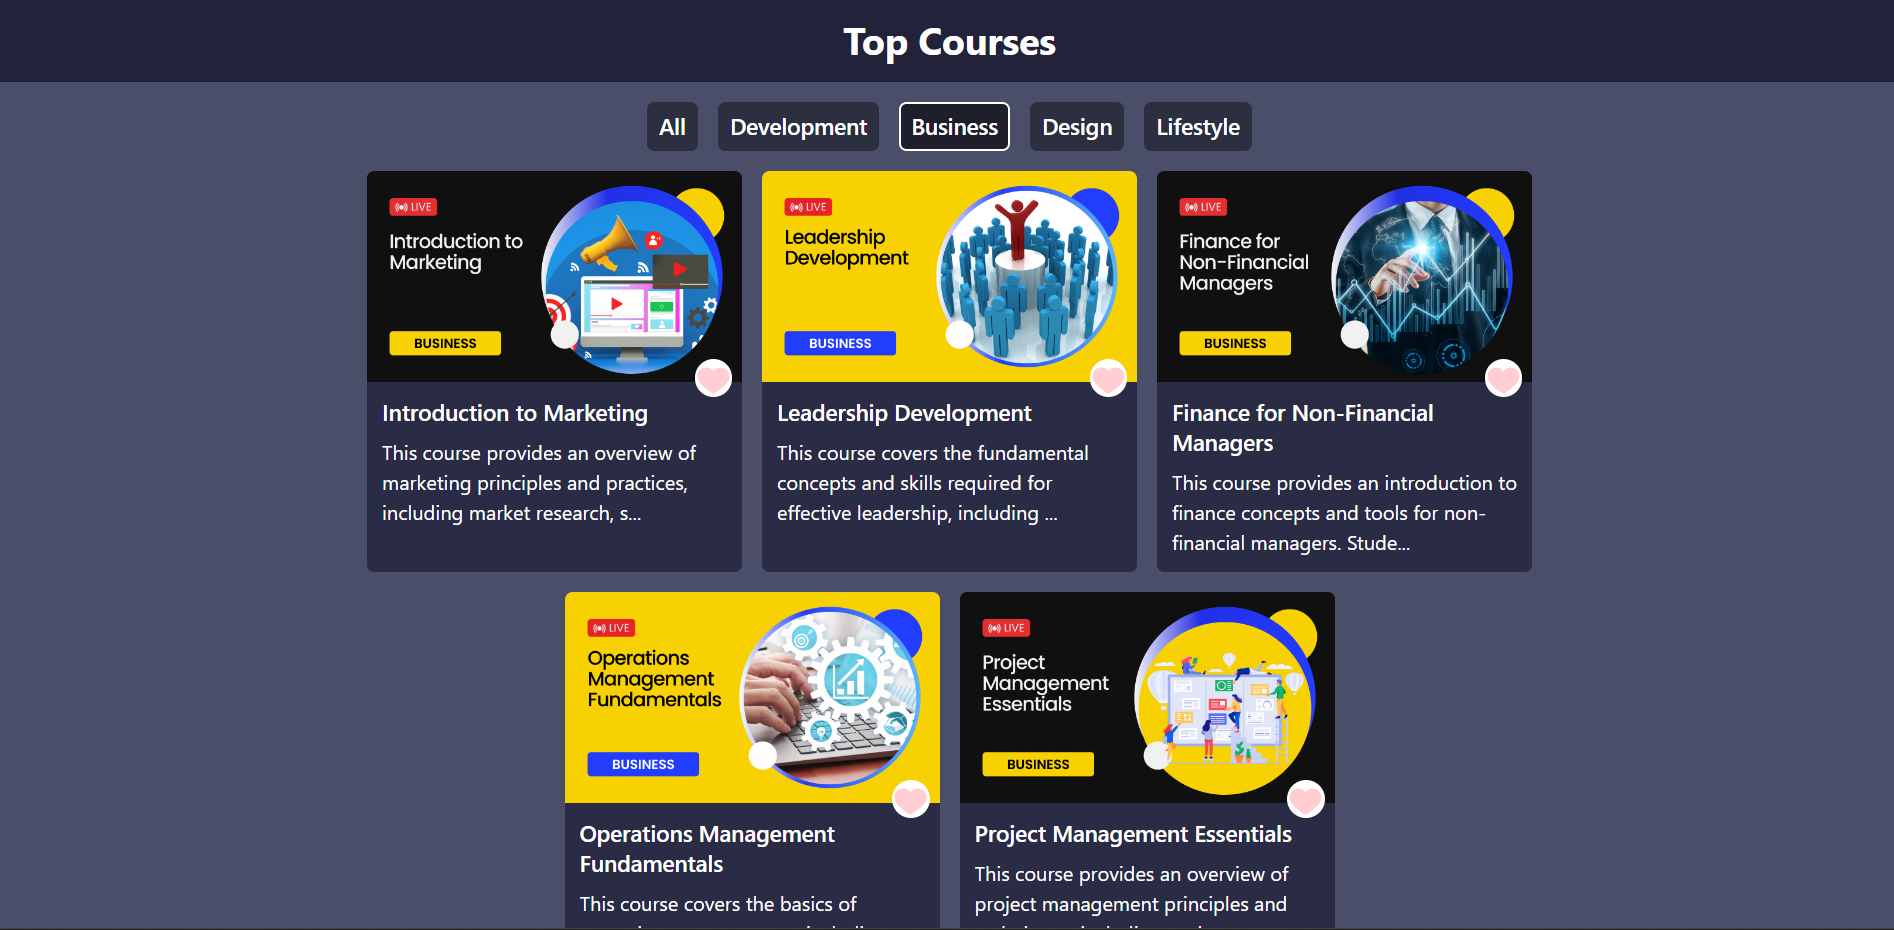 Top Courses
All
Development
Business
Design
Lifestyle
LIVE
Introduction to
Marketing
BUSINESS
Introduction to Marketing
This course provides an overview of
marketing principles and practices,
including market research, s...
LIVE
Leadership
Development
BUSINESS
Leadership Development
This course covers the fundamental
concepts and skills required for
effective leadership, including ...
LIVE
Finance for
Non-Financial
Managers
BUSINESS
Finance for Non-Financial
Managers
This course provides an introduction to
finance concepts and tools for non-
financial managers. Stude...
LIVE
Operations
Management
Fundamentals
BUSINESS
Operations Management
Fundamentals
This course covers the basics of
LIVE
Project
Management
Essentials
BUSINESS
Project Management Essentials
This course provides an overview of
project management principles and